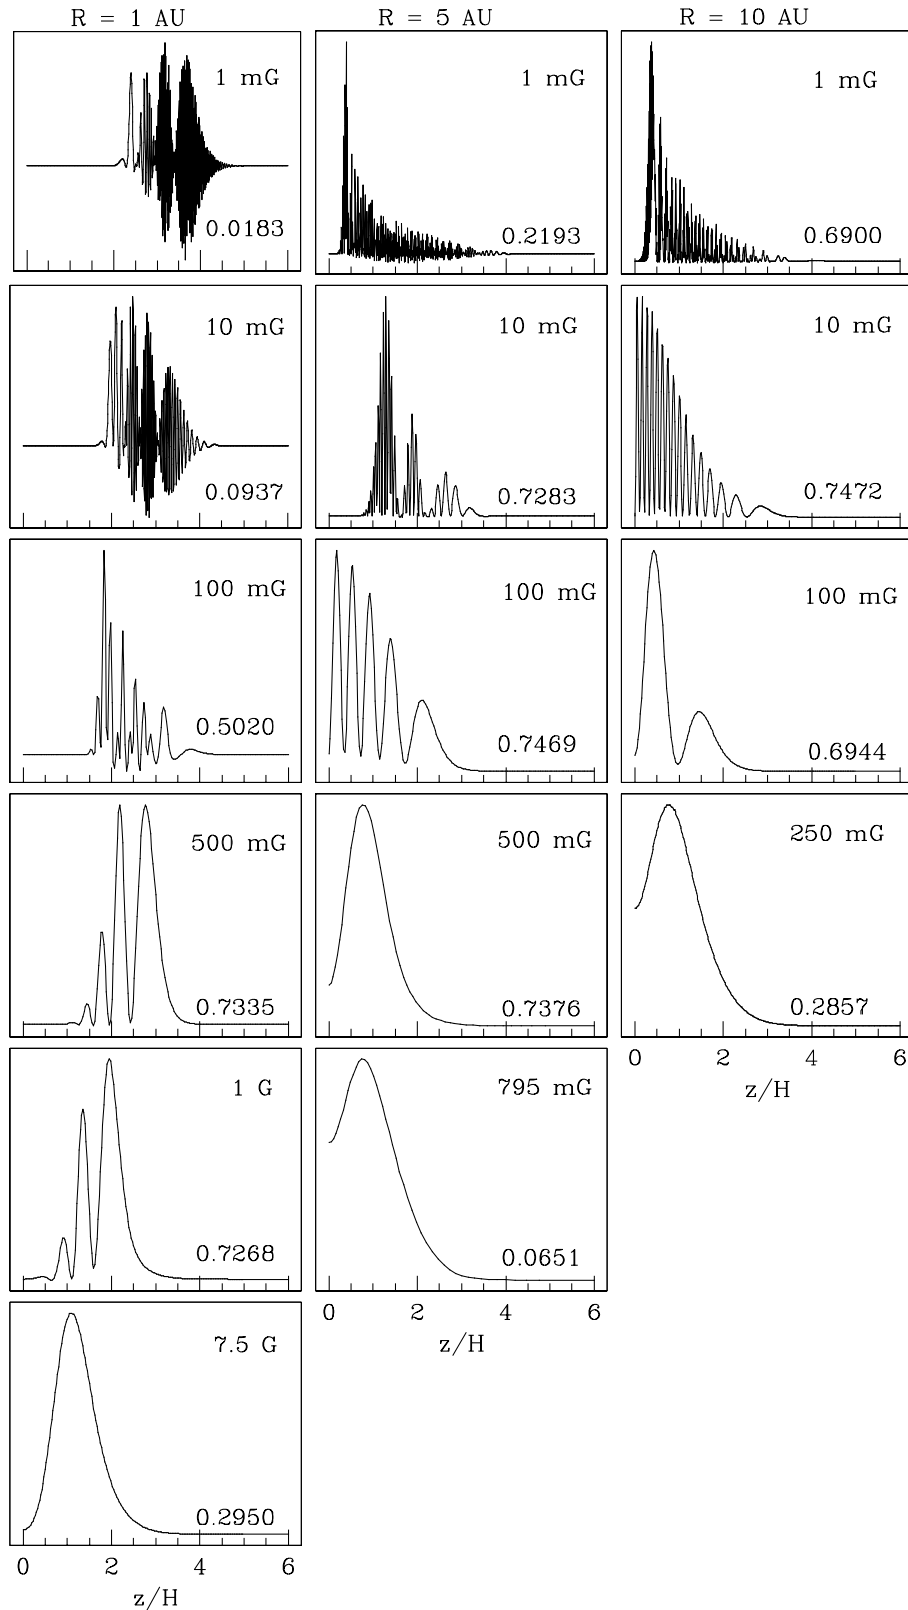 R = 1 AU R = 5 AU R = 10 AU
1 mG 1 mG 1 mG
0.0183 0.2193 0.6900
10 mG 10 mG 10 mG
0.0937 0.7283 0.7472
100 mG 100 mG 100 mG
0.5020 0.7469 0.6944
500 mG 500 mG 250 mG
0.7335 0.7376 0.2857
0 2 4 6
z/H
1 G 795 mG
0.7268 0.0651
0 2 4 6
z/H
7.5 G
0.2950
0 2 4 6
z/H